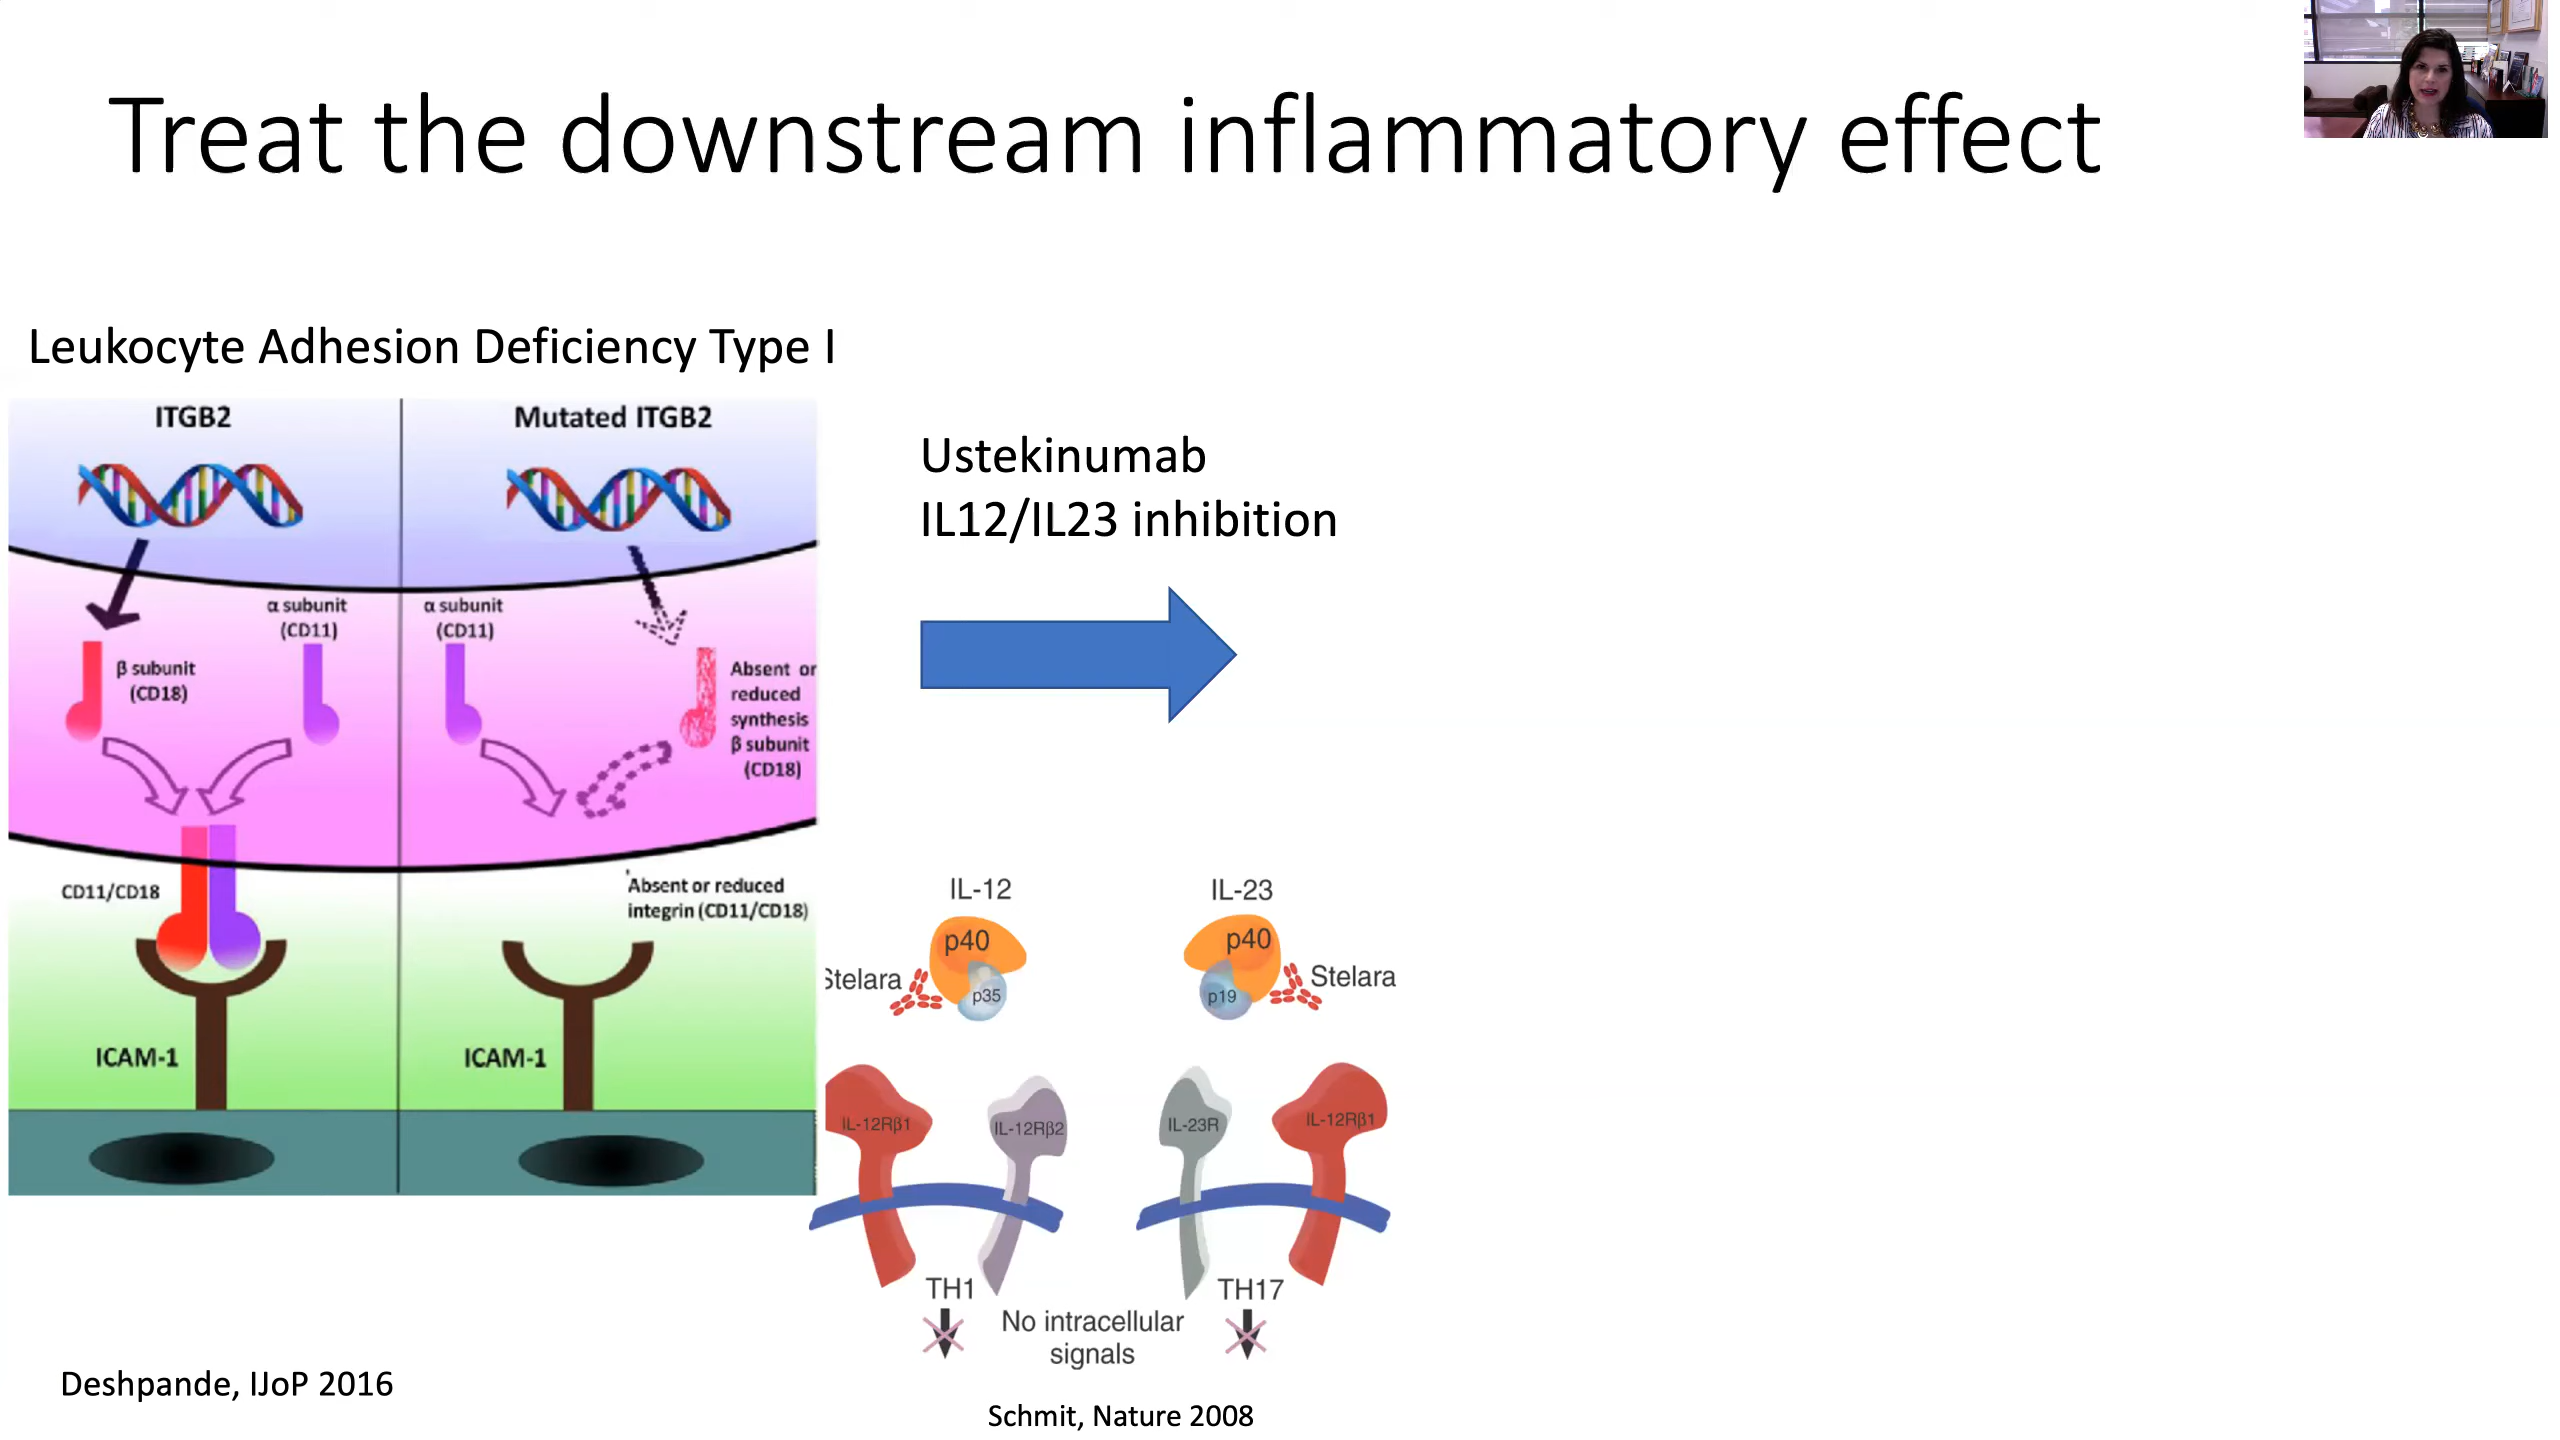 Treat the downstream inflammatory effect
Leukocyte Adhesion Deficiency Type I
ITGB2
Mutated ITGB2
α subunit
(CD11)
α subunit
(CD11)
β subunit
(CD18)
Absent or
reduced
synthesis
β subunit
(CD18)
CD11/CD18
Absent or reduced
integrin (CD11/CD18)
ICAM-1
ICAM-1
Deshpande, IJoP 2016
Ustekinumab
IL12/IL23 inhibition
IL-12
IL-23
p40
p40
Stelara
Stelara
p35
p19
IL-12Rβ1
IL-12Rβ2
IL-23R
IL-12Rβ1
TH1
TH17
No intracellular
signals
Schmit, Nature 2008